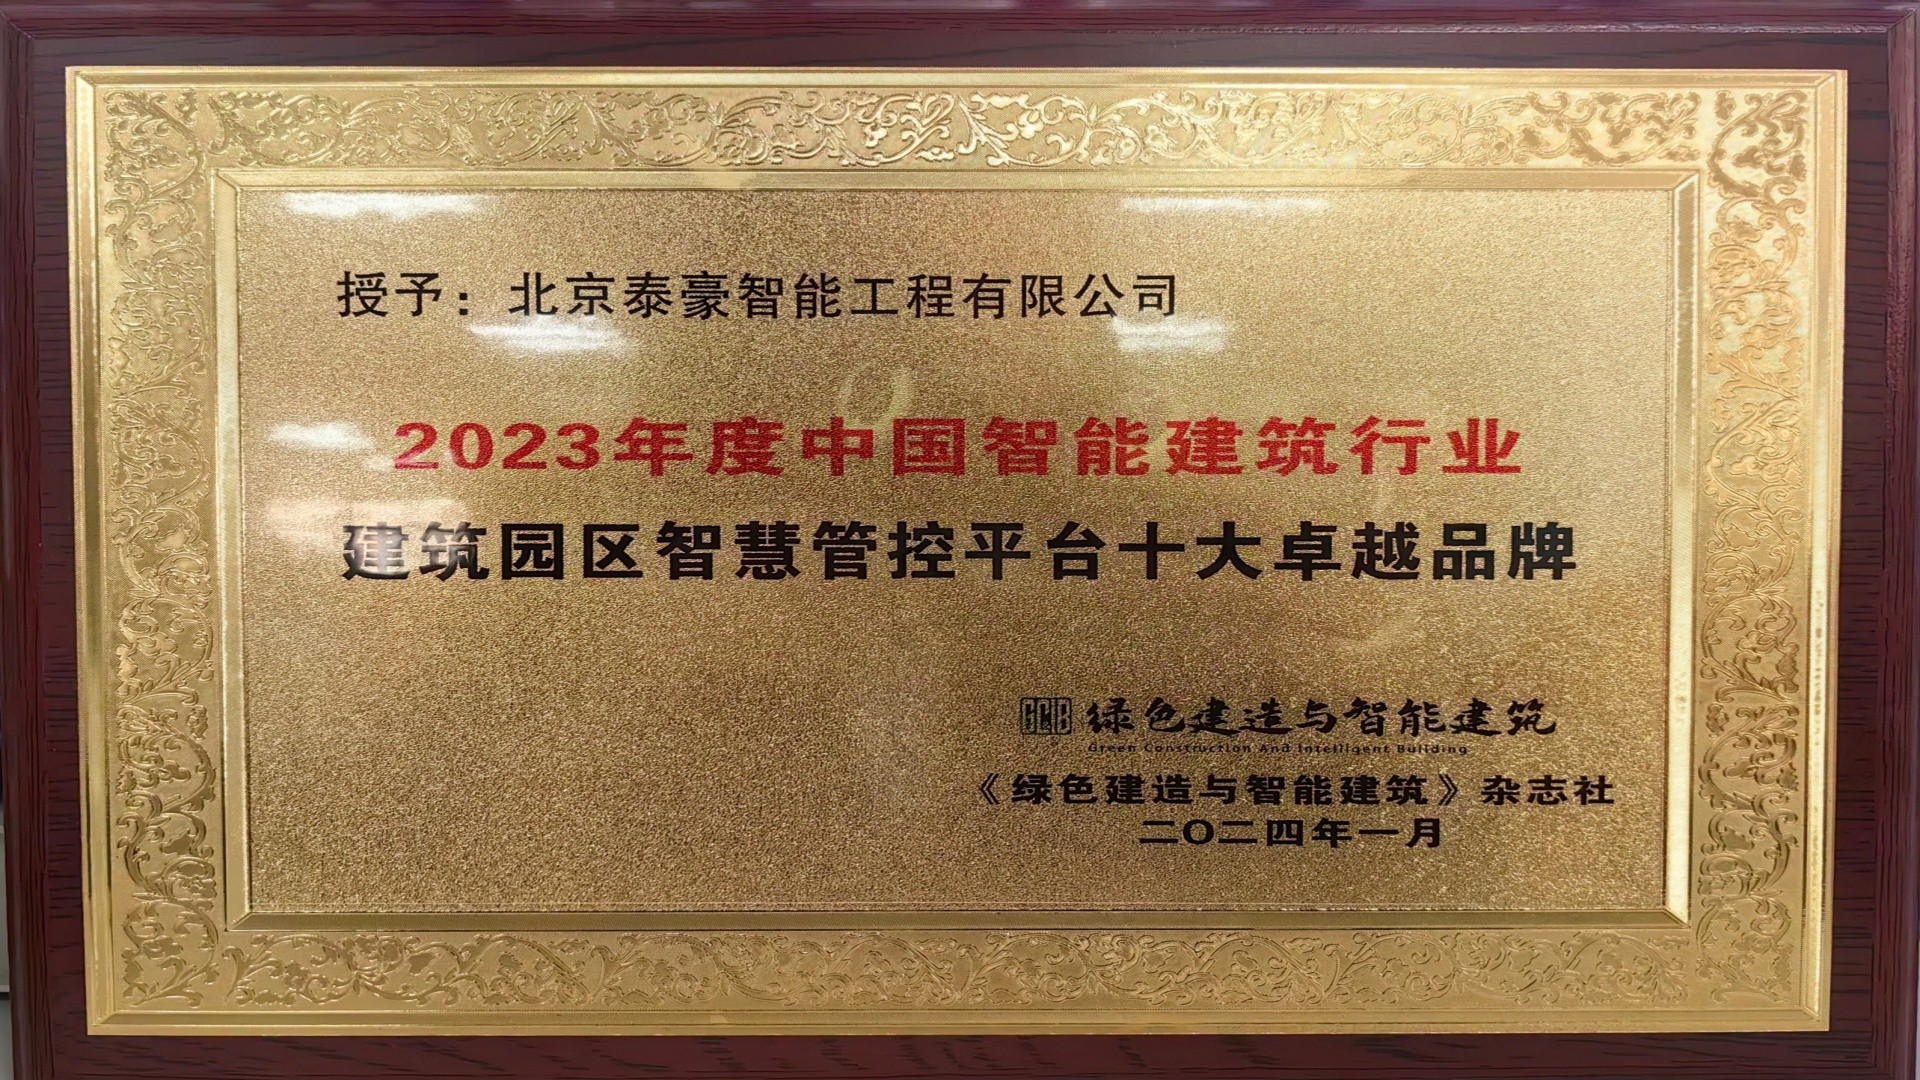 授予：北京泰豪智能工程有限公司
2023年度中国智能建筑行业
建筑园区智慧管控平台十大卓越品牌
GCIB 绿色建造与智能建筑
Green Construction And Intelligent Building
《绿色建造与智能建筑》杂志社
二〇二四年一月